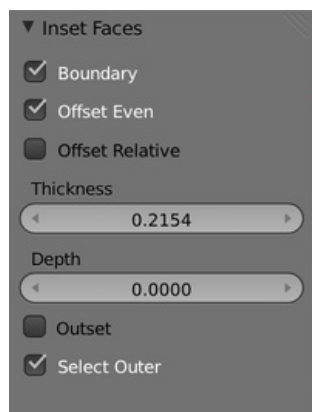 Inset Faces
Boundary
Offset Even
Offset Relative
Thickness
0.2154
Depth
0.0000
Outset
Select Outer